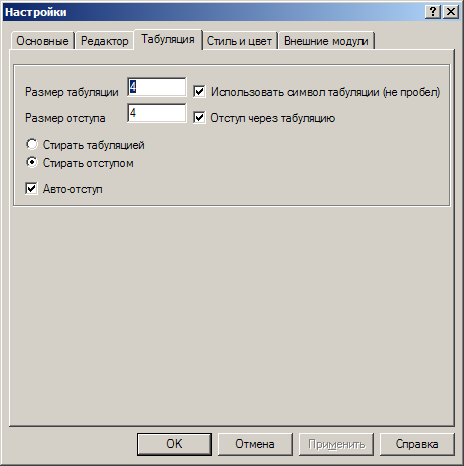 Настройки
Основные Редактор Табуляция Стиль и цвет Внешние модули
Размер табуляции 4 Использовать символ табуляции (не пробел)
Размер отступа 4 Отступ через табуляцию
Стирать табуляцией
Стирать отступом
Авто-отступ
OK Отмена Применить Справка